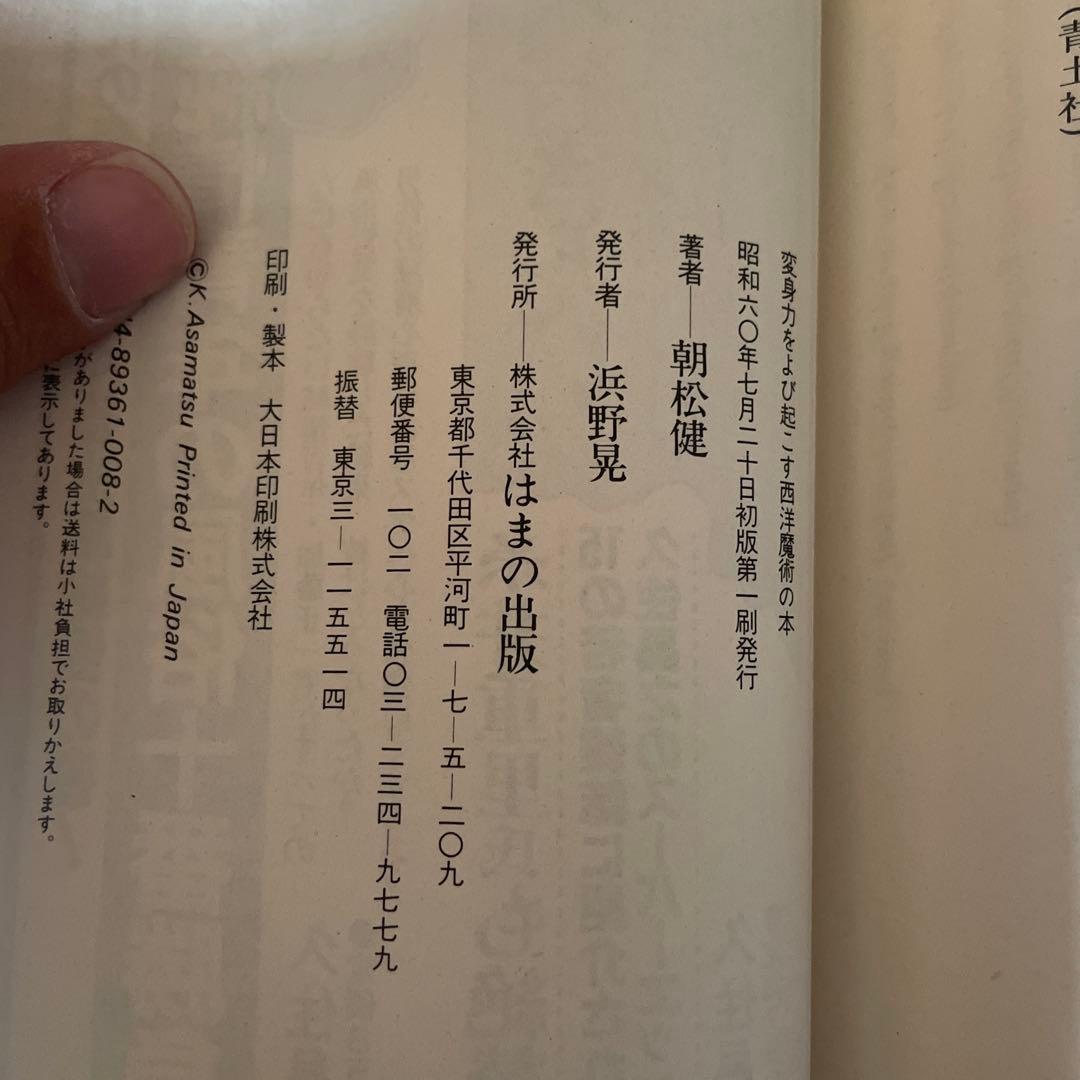 （青土社）
変身力をよび起こす西洋魔術の本
昭和六〇年七月二十日初版第一刷発行
著者――朝松健
発行者――浜野晃
発行所――株式会社はまの出版
東京都千代田区平河町一―七―五―二〇九
郵便番号 一〇二 電話〇三―二三四―九七七九
振替 東京三―一一五五一四
印刷・製本 大日本印刷株式会社
©K.Asamatsu Printed in Japan
4-89361-008-2
がありました場合は送料は小社負担でお取りかえします。
に表示してあります。